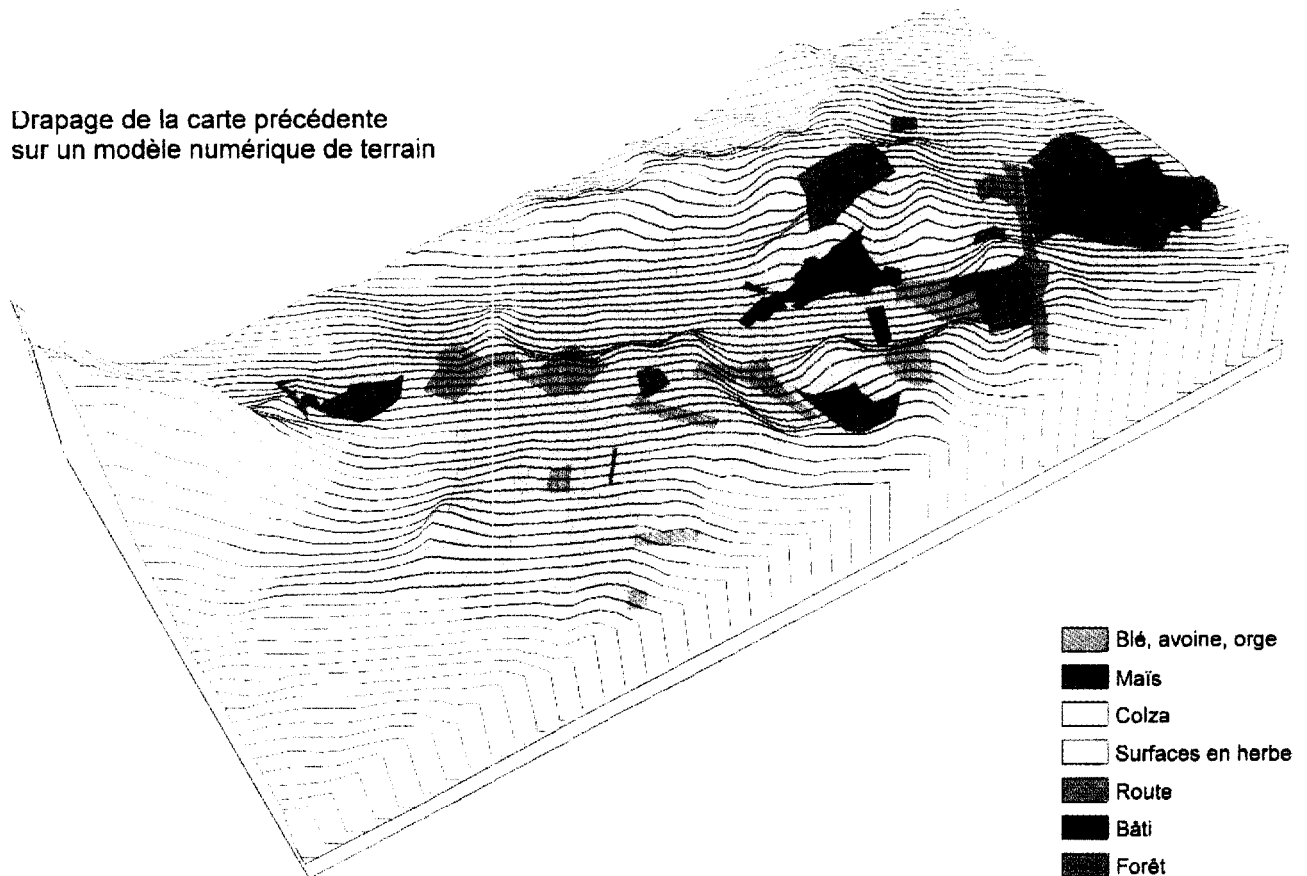 Drapage de la carte précédente
sur un modèle numérique de terrain
Blé, avoine, orge
Maïs
Colza
Surfaces en herbe
Route
Bâti
Forêt